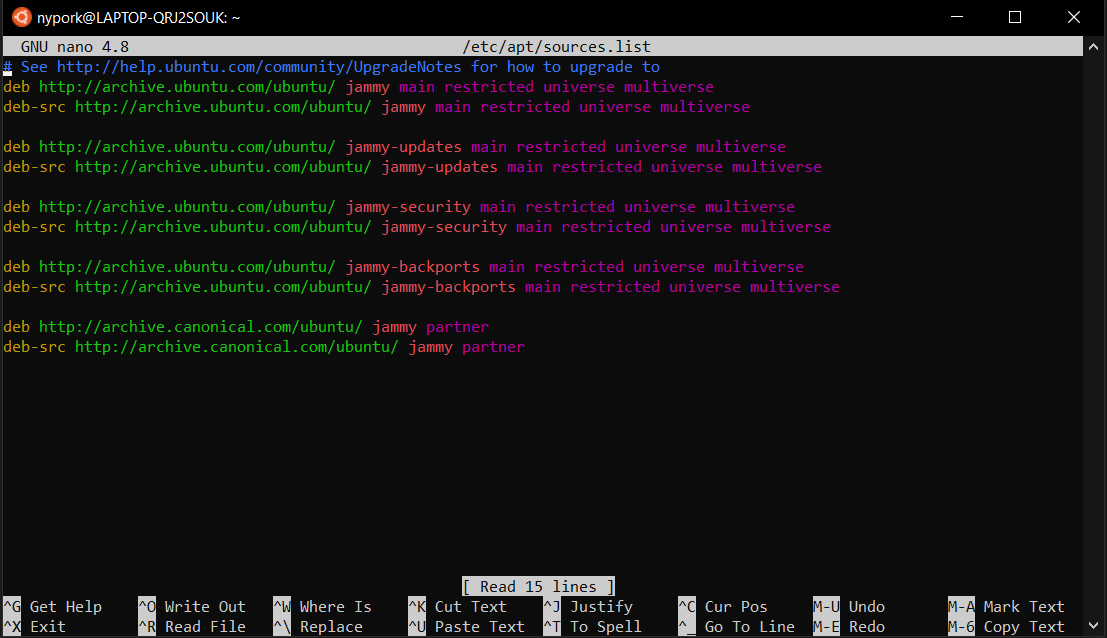 nypork@LAPTOP-QRJ2SOUK: ~
GNU nano 4.8 /etc/apt/sources.list
# See http://help.ubuntu.com/community/UpgradeNotes for how to upgrade to
deb http://archive.ubuntu.com/ubuntu/ jammy main restricted universe multiverse
deb-src http://archive.ubuntu.com/ubuntu/ jammy main restricted universe multiverse
deb http://archive.ubuntu.com/ubuntu/ jammy-updates main restricted universe multiverse
deb-src http://archive.ubuntu.com/ubuntu/ jammy-updates main restricted universe multiverse
deb http://archive.ubuntu.com/ubuntu/ jammy-security main restricted universe multiverse
deb-src http://archive.ubuntu.com/ubuntu/ jammy-security main restricted universe multiverse
deb http://archive.ubuntu.com/ubuntu/ jammy-backports main restricted universe multiverse
deb-src http://archive.ubuntu.com/ubuntu/ jammy-backports main restricted universe multiverse
deb http://archive.canonical.com/ubuntu/ jammy partner
deb-src http://archive.canonical.com/ubuntu/ jammy partner
[ Read 15 lines ]
^G Get Help ^O Write Out ^W Where Is ^K Cut Text ^J Justify ^C Cur Pos M-U Undo M-A Mark Text
^X Exit ^R Read File ^\ Replace ^U Paste Text ^T To Spell ^_ Go To Line M-E Redo M-6 Copy Text